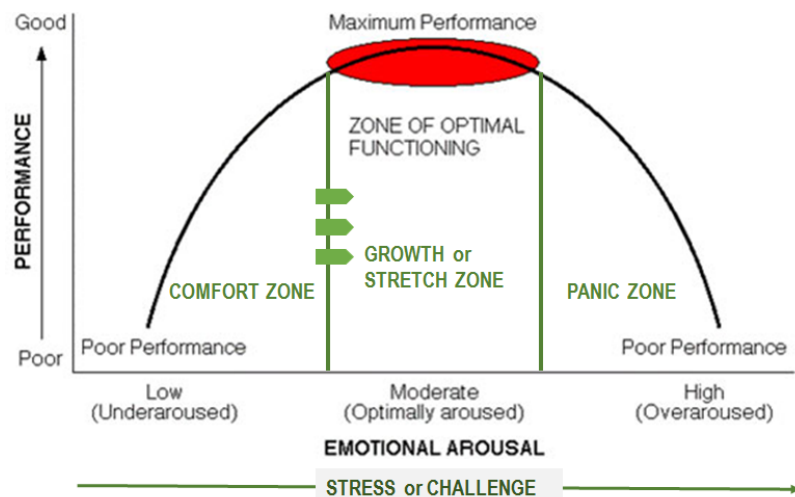 Good
Maximum Performance
ZONE OF OPTIMAL
FUNCTIONING
PERFORMANCE
GROWTH or
STRETCH ZONE
COMFORT ZONE
PANIC ZONE
Poor Performance
Poor Performance
Poor
Low
(Underaroused)
Moderate
(Optimally aroused)
High
(Overaroused)
EMOTIONAL AROUSAL
STRESS or CHALLENGE